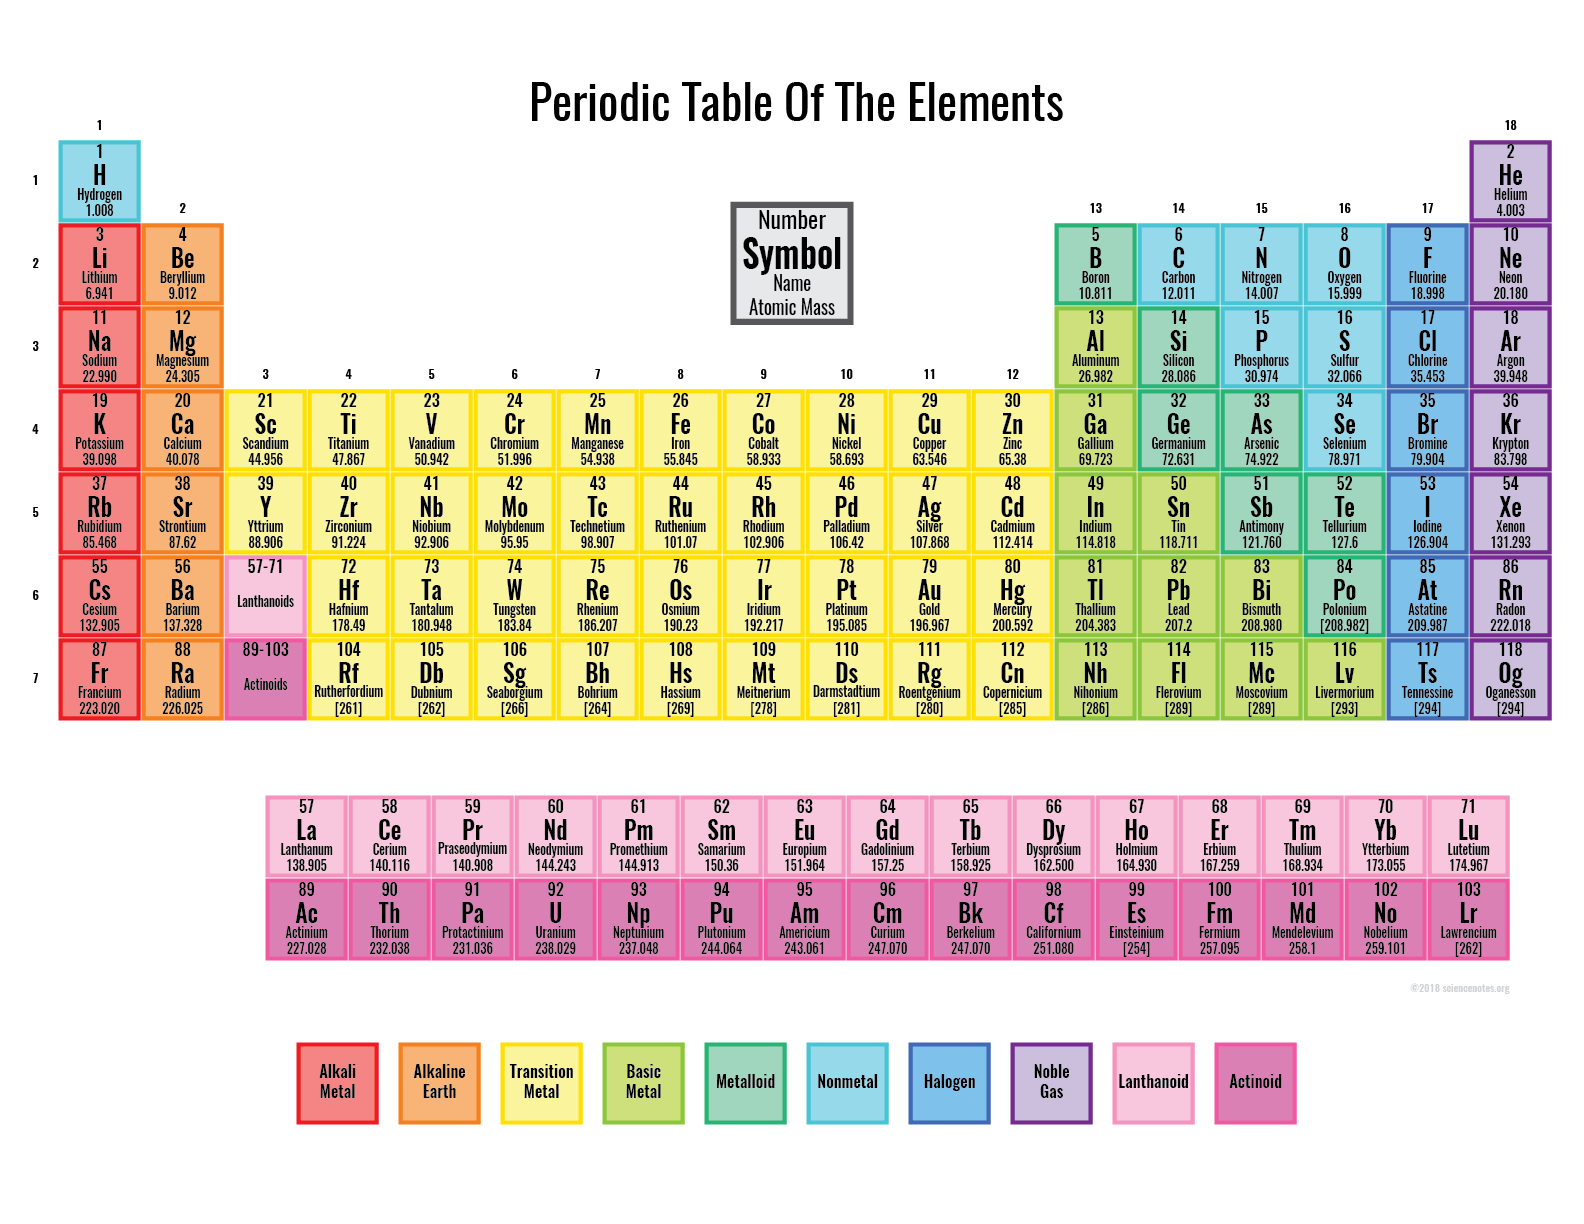 Periodic Table Of The Elements
1
18
1
1
H
Hydrogen
1.008
2
He
Helium
4.003
2
13
14
15
16
17
Number
Symbol
Name
Atomic Mass
2
3
Li
Lithium
6.941
4
Be
Beryllium
9.012
5
B
Boron
10.811
6
C
Carbon
12.011
7
N
Nitrogen
14.007
8
O
Oxygen
15.999
9
F
Fluorine
18.998
10
Ne
Neon
20.180
3
11
Na
Sodium
22.990
12
Mg
Magnesium
24.305
13
Al
Aluminum
26.982
14
Si
Silicon
28.086
15
P
Phosphorus
30.974
16
S
Sulfur
32.066
17
Cl
Chlorine
35.453
18
Ar
Argon
39.948
3
4
5
6
7
8
9
10
11
12
4
19
K
Potassium
39.098
20
Ca
Calcium
40.078
21
Sc
Scandium
44.956
22
Ti
Titanium
47.867
23
V
Vanadium
50.942
24
Cr
Chromium
51.996
25
Mn
Manganese
54.938
26
Fe
Iron
55.845
27
Co
Cobalt
58.933
28
Ni
Nickel
58.693
29
Cu
Copper
63.546
30
Zn
Zinc
65.38
31
Ga
Gallium
69.723
32
Ge
Germanium
72.631
33
As
Arsenic
74.922
34
Se
Selenium
78.971
35
Br
Bromine
79.904
36
Kr
Krypton
83.798
5
37
Rb
Rubidium
85.468
38
Sr
Strontium
87.62
39
Y
Yttrium
88.906
40
Zr
Zirconium
91.224
41
Nb
Niobium
92.906
42
Mo
Molybdenum
95.95
43
Tc
Technetium
98.907
44
Ru
Ruthenium
101.07
45
Rh
Rhodium
102.906
46
Pd
Palladium
106.42
47
Ag
Silver
107.868
48
Cd
Cadmium
112.414
49
In
Indium
114.818
50
Sn
Tin
118.711
51
Sb
Antimony
121.760
52
Te
Tellurium
127.6
53
I
Iodine
126.904
54
Xe
Xenon
131.293
6
55
Cs
Cesium
132.905
56
Ba
Barium
137.328
57-71
Lanthanoids
72
Hf
Hafnium
178.49
73
Ta
Tantalum
180.948
74
W
Tungsten
183.84
75
Re
Rhenium
186.207
76
Os
Osmium
190.23
77
Ir
Iridium
192.217
78
Pt
Platinum
195.085
79
Au
Gold
196.967
80
Hg
Mercury
200.592
81
Tl
Thallium
204.383
82
Pb
Lead
207.2
83
Bi
Bismuth
208.980
84
Po
Polonium
[208.982]
85
At
Astatine
209.987
86
Rn
Radon
222.018
7
87
Fr
Francium
223.020
88
Ra
Radium
226.025
89-103
Actinoids
104
Rf
Rutherfordium
[261]
105
Db
Dubnium
[262]
106
Sg
Seaborgium
[266]
107
Bh
Bohrium
[264]
108
Hs
Hassium
[269]
109
Mt
Meitnerium
[278]
110
Ds
Darmstadtium
[281]
111
Rg
Roentgenium
[280]
112
Cn
Copernicium
[285]
113
Nh
Nihonium
[286]
114
Fl
Flerovium
[289]
115
Mc
Moscovium
[289]
116
Lv
Livermorium
[293]
117
Ts
Tennessine
[294]
118
Og
Oganesson
[294]
57
La
Lanthanum
138.905
58
Ce
Cerium
140.116
59
Pr
Praseodymium
140.908
60
Nd
Neodymium
144.243
61
Pm
Promethium
144.913
62
Sm
Samarium
150.36
63
Eu
Europium
151.964
64
Gd
Gadolinium
157.25
65
Tb
Terbium
158.925
66
Dy
Dysprosium
162.500
67
Ho
Holmium
164.930
68
Er
Erbium
167.259
69
Tm
Thulium
168.934
70
Yb
Ytterbium
173.055
71
Lu
Lutetium
174.967
89
Ac
Actinium
227.028
90
Th
Thorium
232.038
91
Pa
Protactinium
231.036
92
U
Uranium
238.029
93
Np
Neptunium
237.048
94
Pu
Plutonium
244.064
95
Am
Americium
243.061
96
Cm
Curium
247.070
97
Bk
Berkelium
247.070
98
Cf
Californium
251.080
99
Es
Einsteinium
[254]
100
Fm
Fermium
257.095
101
Md
Mendelevium
258.1
102
No
Nobelium
259.101
103
Lr
Lawrencium
[262]
©2018 sciencenotes.org
Alkali
Metal
Alkaline
Earth
Transition
Metal
Basic
Metal
Metalloid
Nonmetal
Halogen
Noble
Gas
Lanthanoid
Actinoid